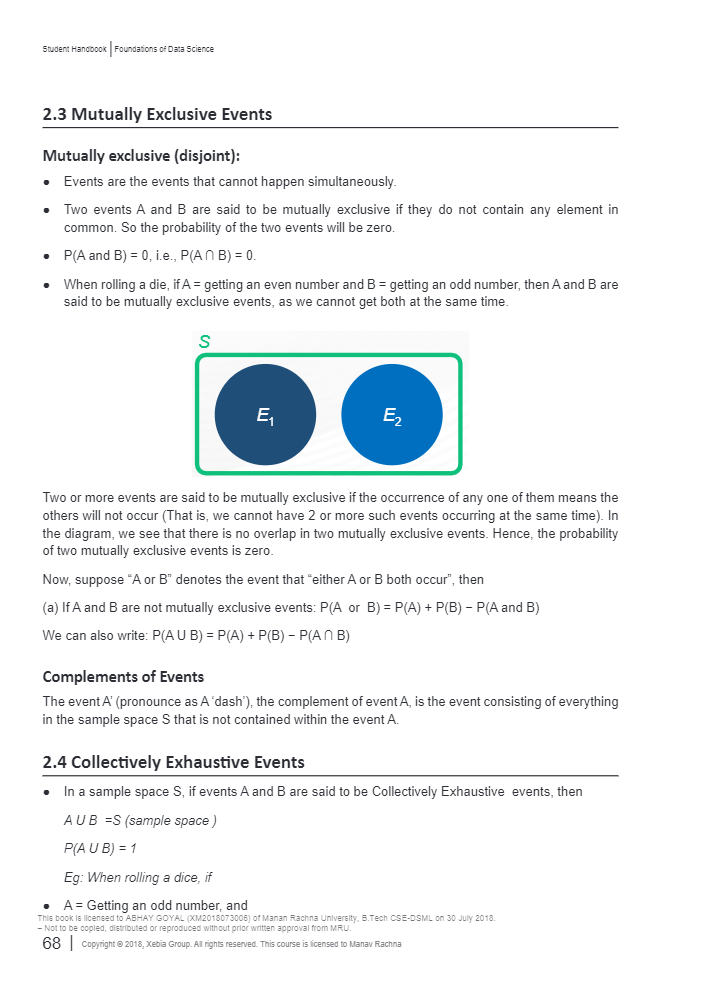 Student Handbook | Foundations of Data Science
2.3 Mutually Exclusive Events
Mutually exclusive (disjoint):
• Events are the events that cannot happen simultaneously.
• Two events A and B are said to be mutually exclusive if they do not contain any element in
common. So the probability of the two events will be zero.
• P(A and B) = 0, i.e., P(A ∩ B) = 0.
• When rolling a die, if A = getting an even number and B = getting an odd number, then A and B are
said to be mutually exclusive events, as we cannot get both at the same time.
S
E₁ E₂
Two or more events are said to be mutually exclusive if the occurrence of any one of them means the
others will not occur (That is, we cannot have 2 or more such events occurring at the same time). In
the diagram, we see that there is no overlap in two mutually exclusive events. Hence, the probability
of two mutually exclusive events is zero.
Now, suppose “A or B” denotes the event that “either A or B both occur”, then
(a) If A and B are not mutually exclusive events: P(A or B) = P(A) + P(B) − P(A and B)
We can also write: P(A U B) = P(A) + P(B) − P(A ∩ B)
Complements of Events
The event A’ (pronounce as A ‘dash’), the complement of event A, is the event consisting of everything
in the sample space S that is not contained within the event A.
2.4 Collectively Exhaustive Events
• In a sample space S, if events A and B are said to be Collectively Exhaustive events, then
A U B =S (sample space )
P(A U B) = 1
Eg: When rolling a dice, if
• A = Getting an odd number, and
This book is licensed to ABHAY GOYAL (XM2018073006) of Manan Rachna University, B.Tech CSE-DSML on 30 July 2018.
– Not to be copied, distributed or reproduced without prior written approval from MRU.
68 | Copyright © 2018, Xebia Group. All rights reserved. This course is licensed to Manav Rachna